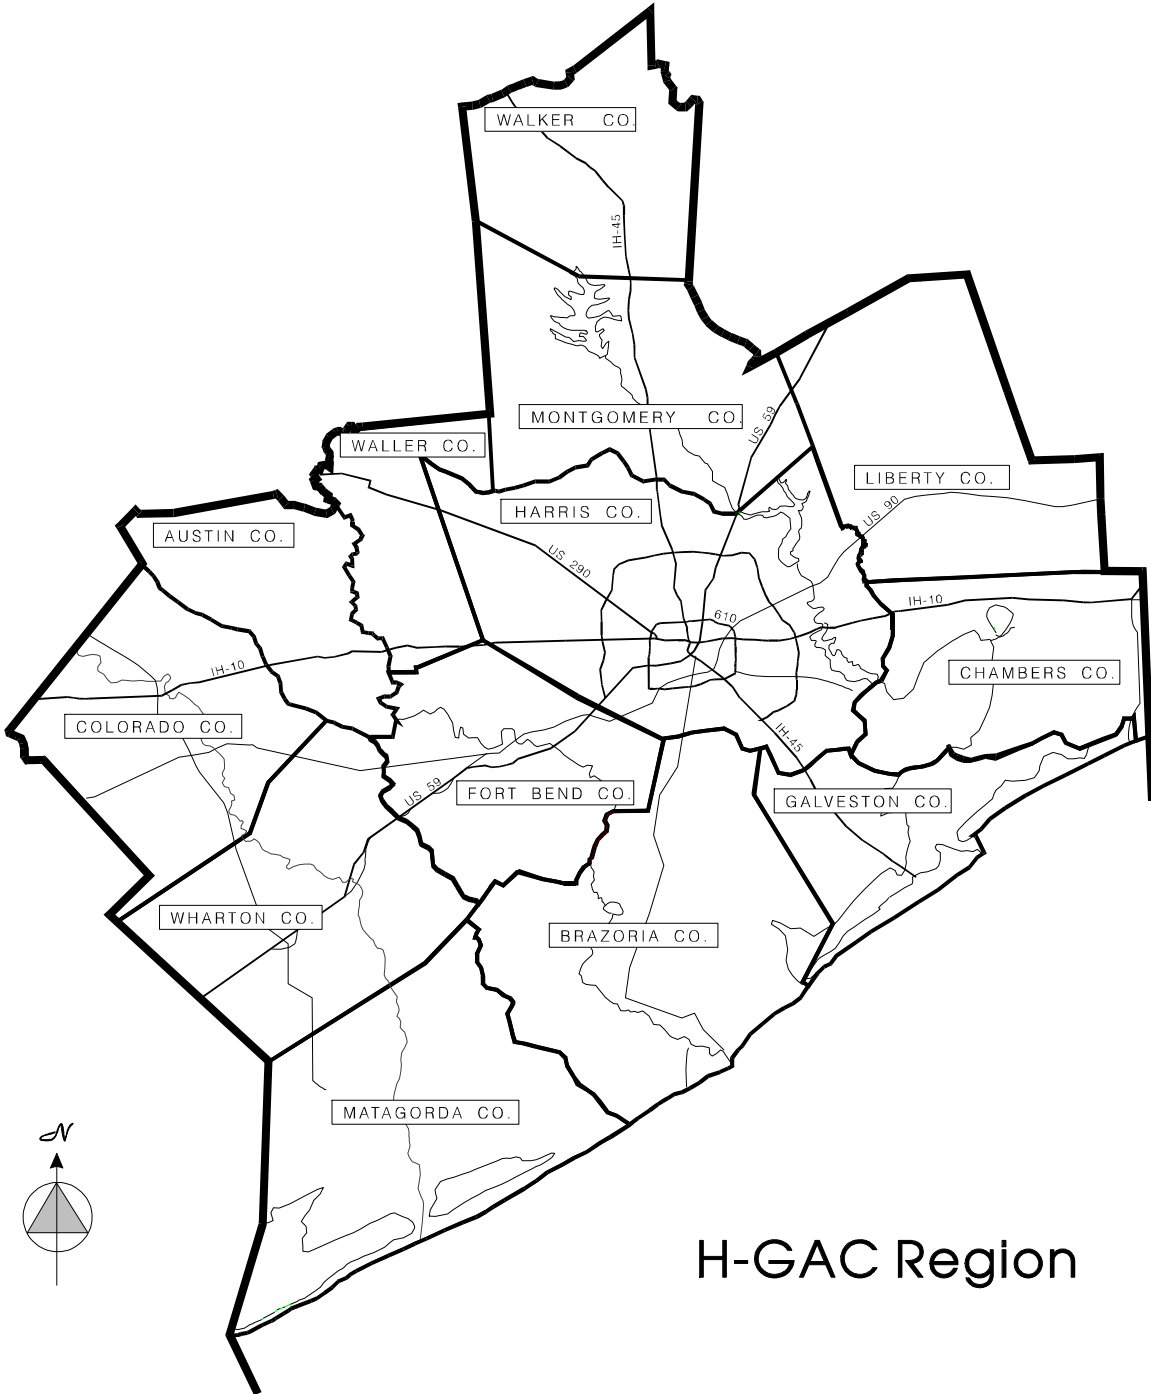 WALKER CO.
IH-45
MONTGOMERY CO.
US 59
WALLER CO.
LIBERTY CO.
US 90
HARRIS CO.
AUSTIN CO.
US 290
IH-10
610
IH-10
CHAMBERS CO.
COLORADO CO.
IH-45
US 59
FORT BEND CO.
GALVESTON CO.
WHARTON CO.
BRAZORIA CO.
MATAGORDA CO.
N
H-GAC Region